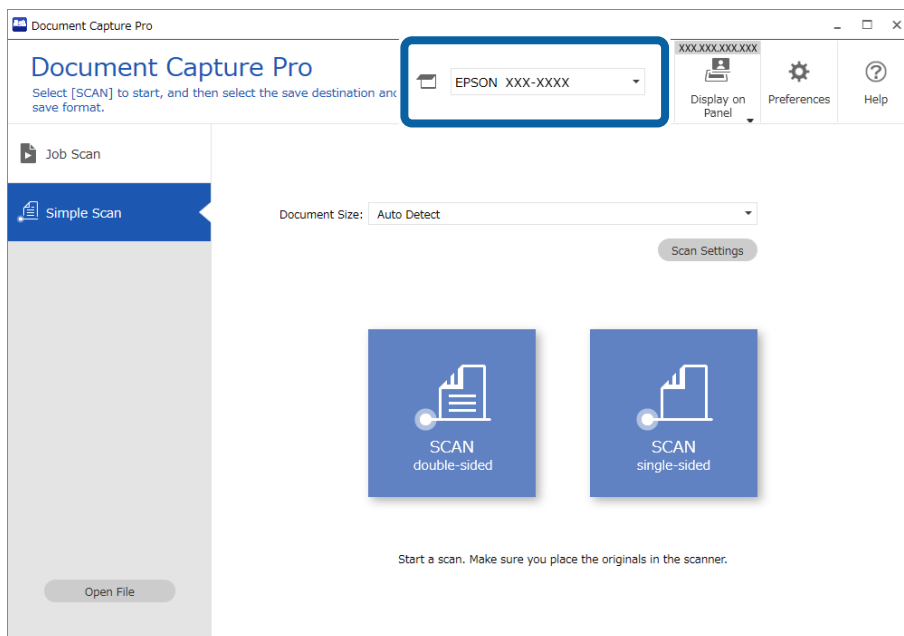 Document Capture Pro
Document Capture Pro
Select [SCAN] to start, and then select the save destination and
save format.
EPSON XXX-XXXX
XXX.XXX.XXX.XXX
Display on
Panel
Preferences
Help
Job Scan
Simple Scan
Document Size:
Auto Detect
Scan Settings
SCAN
double-sided
SCAN
single-sided
Start a scan. Make sure you place the originals in the scanner.
Open File